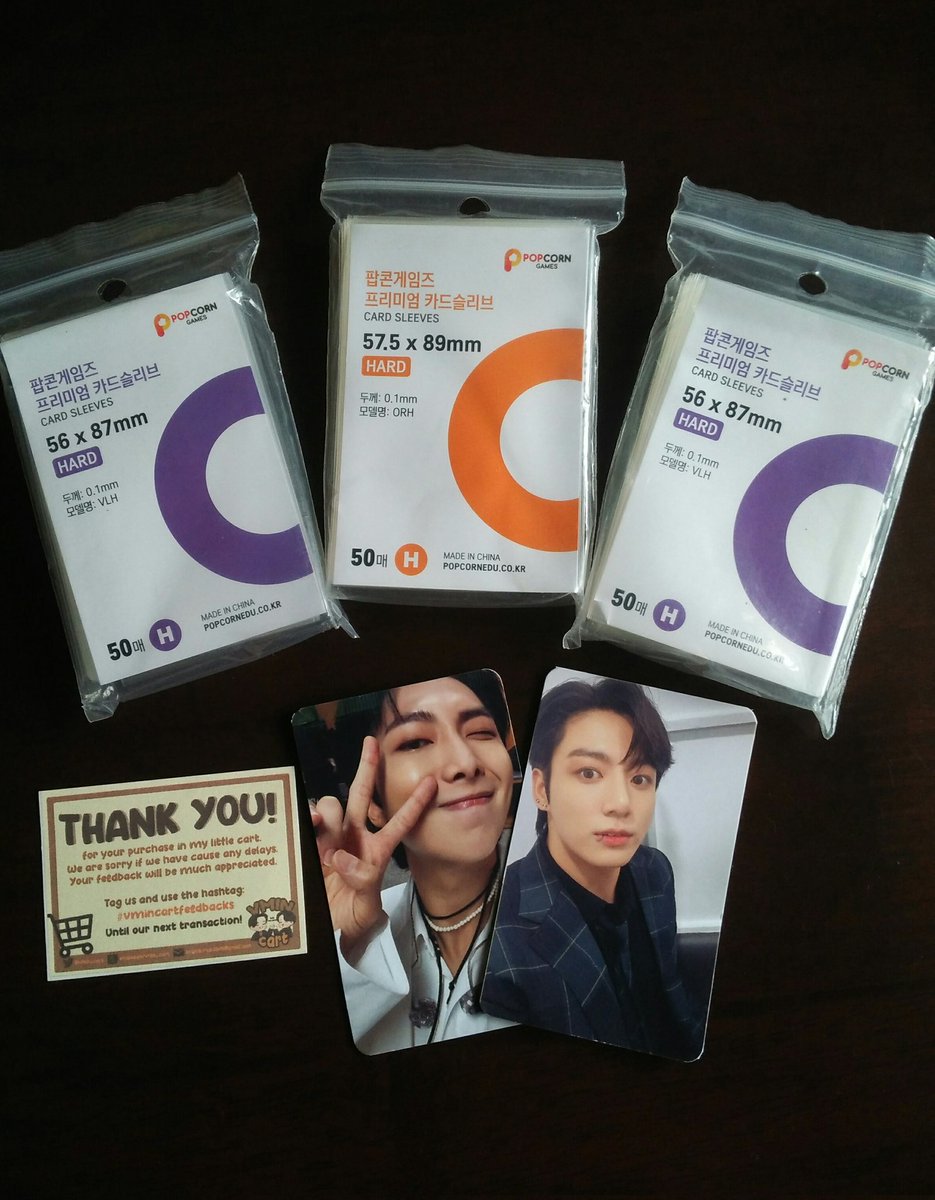 POPCORN
GAMES
팝콘게임즈
프리미엄 카드슬리브
CARD SLEEVES
56 x 87mm
HARD
두께: 0.1mm
모델명: VLH
50매 H
MADE IN CHINA
POPCORNEDU.CO.KR
POPCORN
GAMES
팝콘게임즈
프리미엄 카드슬리브
CARD SLEEVES
57.5 x 89mm
HARD
두께: 0.1mm
모델명: ORH
50매 H
MADE IN CHINA
POPCORNEDU.CO.KR
POPCORN
GAMES
팝콘게임즈
프리미엄 카드슬리브
CARD SLEEVES
56 x 87mm
HARD
두께: 0.1mm
모델명: VLH
50매 H
MADE IN CHINA
POPCORNEDU.CO.KR
THANK YOU!
for your purchase in my little cart.
We are sorry if we have cause any delays.
Your feedback will be much appreciated.
Tag us and use the hashtag:
#vmincartfeedbacks
Until our next transaction!
VMIN
cart